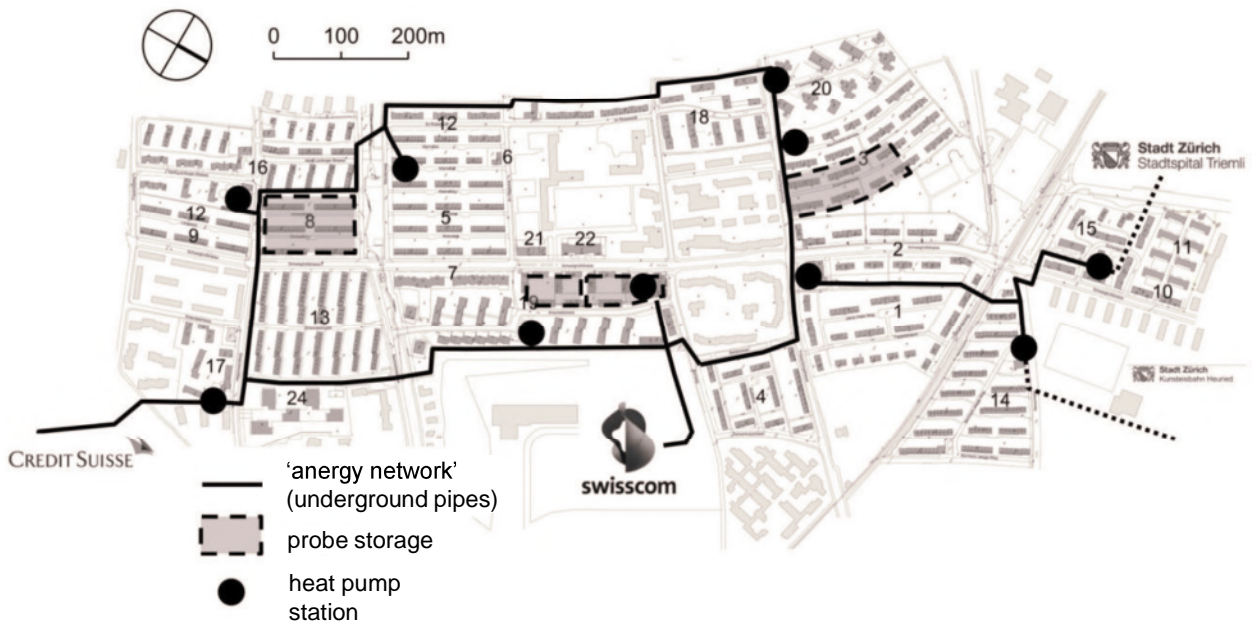 0 100 200m
20
12
18
6
3
16
Stadt Zürich
Stadtspital Triemli
12
8
5
15
9
21 22
2
11
7
19
10
13
1
17
24
4
14
Stadt Zürich
CREDIT SUISSE
swisscom
'anergy network'
(underground pipes)
probe storage
heat pump
station